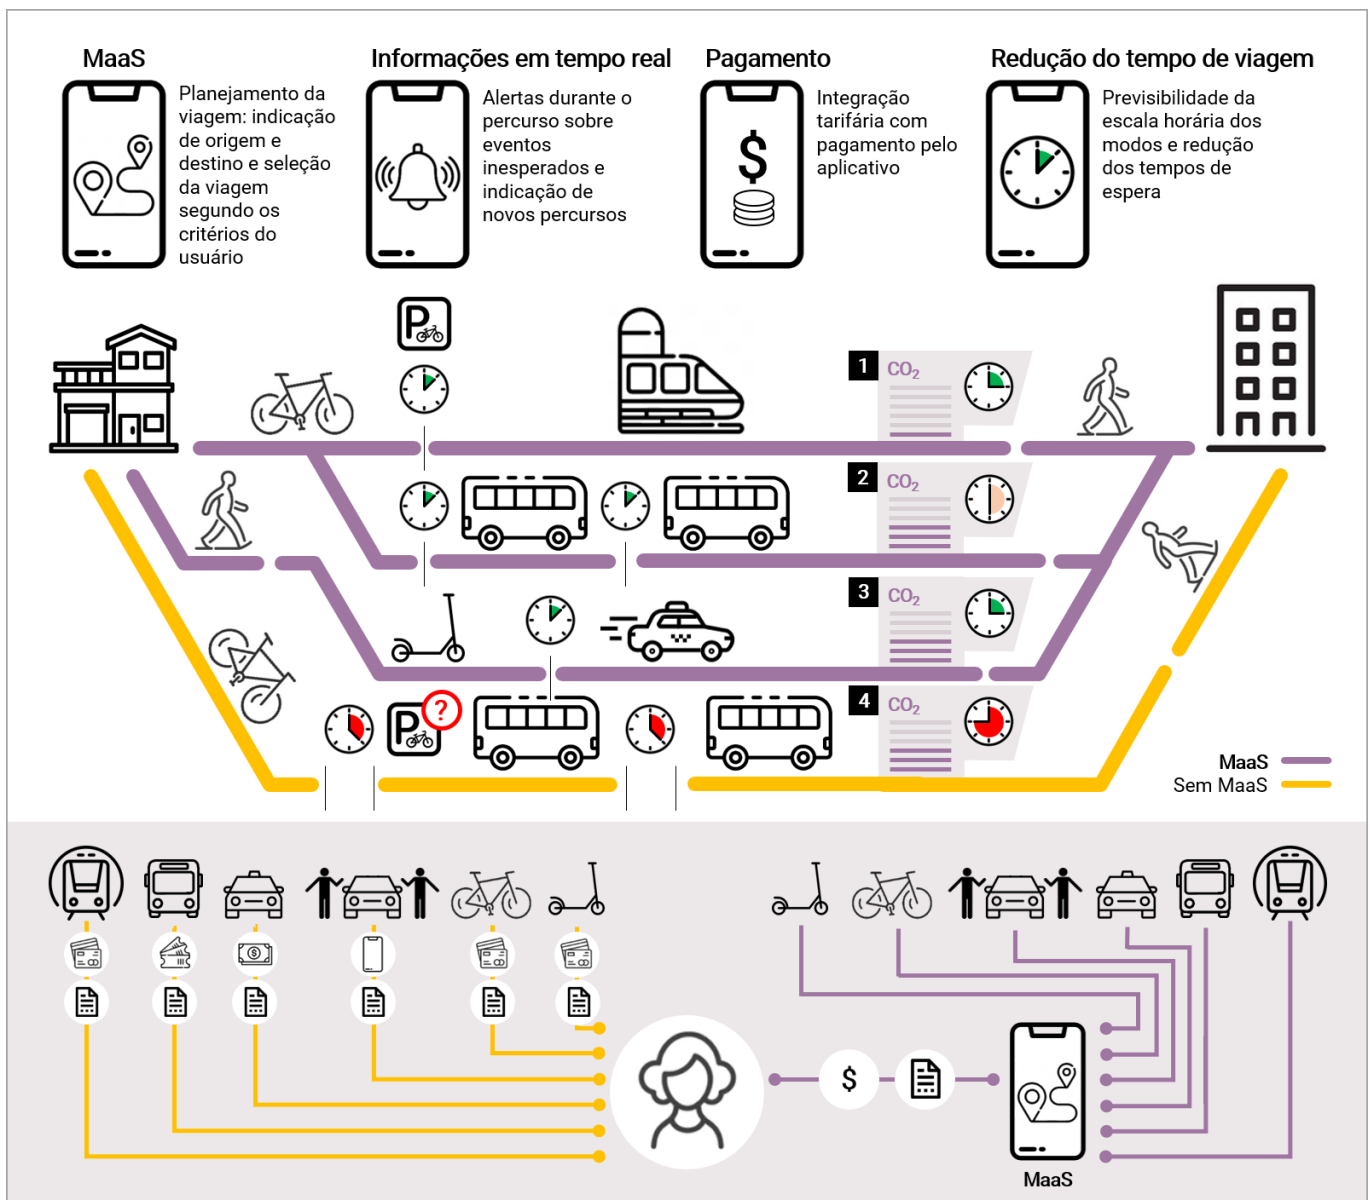 MaaS
Planejamento da
viagem: indicação
de origem e
destino e seleção
da viagem
segundo os
critérios do
usuário
Informações em tempo real
Alertas durante o
percurso sobre
eventos
inesperados e
indicação de
novos percursos
Pagamento
$
Integração
tarifária com
pagamento pelo
aplicativo
Redução do tempo de viagem
Previsibilidade da
escala horária dos
modos e redução
dos tempos de
espera
P
1
CO₂
2
CO₂
3
CO₂
P
?
4
CO₂
MaaS
Sem MaaS
$
$
MaaS